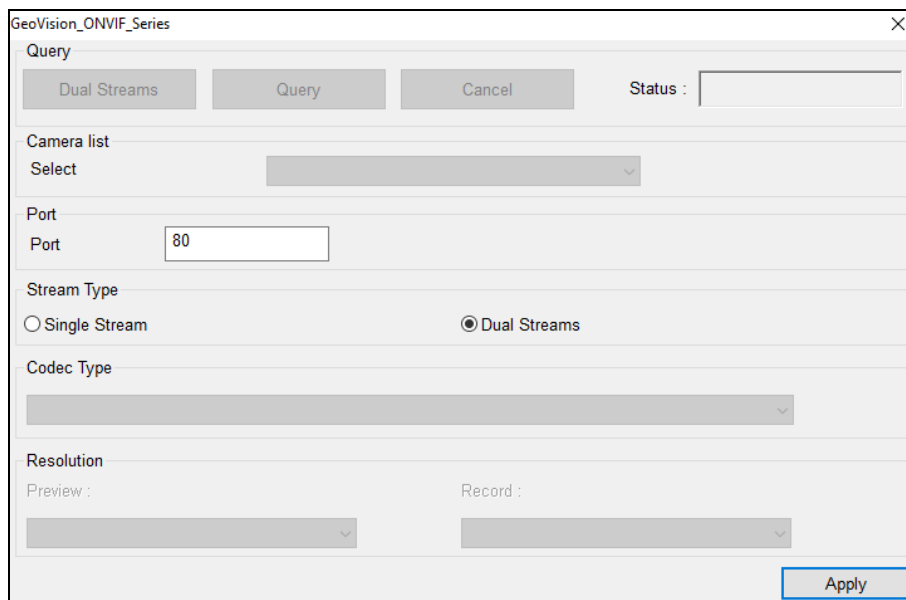 GeoVision_ONVIF_Series
Query
Dual Streams Query Cancel Status :
Camera list
Select
Port
Port 80
Stream Type
Single Stream Dual Streams
Codec Type
Resolution
Preview : Record :
Apply